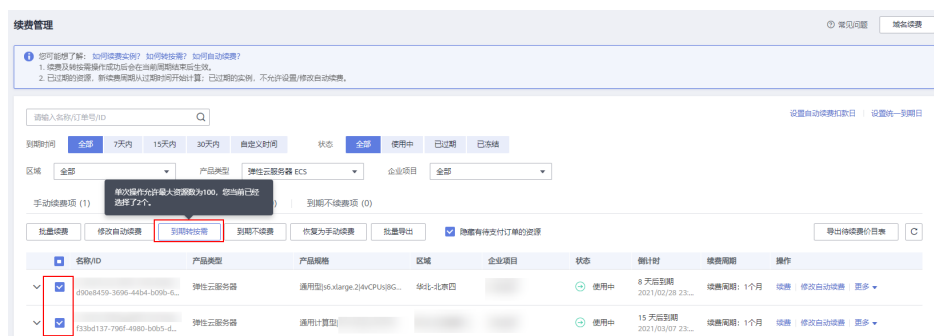 续费管理
常见问题
域名续费
您可能想了解: 如何续费实例? 如何转按需? 如何自动续费?
1. 续费及转按需操作成功后会在当前周期结束后生效。
2. 已过期的资源,新续费周期从过期时间开始计算;已过期的实例,不允许设置/修改自动续费。
请输入名称/订单号/ID
设置自动续费扣款日 设置统一到期日
到期时间 全部 7天内 15天内 30天内 自定义时间 状态 全部 使用中 已过期 已冻结
区域 全部 产品类型 弹性云服务器 ECS 企业项目 全部
单次操作允许最大资源数为100,您当前已经
选择了2个。
手动续费项 (1) 到期不续费项 (0)
批量续费 修改自动续费 到期转按需 到期不续费 恢复为手动续费 批量导出 隐藏有待支付订单的资源 导出待续费价目表
名称/ID 产品类型 产品规格 区域 企业项目 状态 倒计时 续费周期 操作
d90e8459-3696-44b4-b09b-6... 弹性云服务器 通用型|s6.xlarge.2|4vCPUs|8G... 华北-北京四 使用中 8 天后到期 续费周期:1个月 续费 修改自动续费 更多
2021/02/28 23:...
f33bd137-796f-4980-b0b5-d... 弹性云服务器 通用计算型| 使用中 15 天后到期 续费周期:1个月 续费 修改自动续费 更多
2021/03/07 23:...